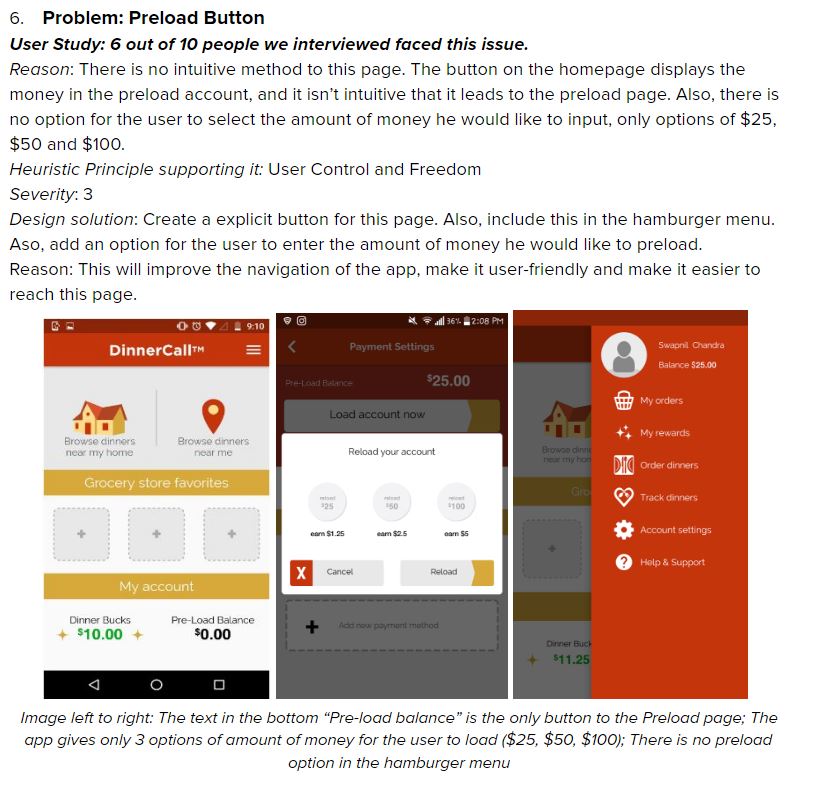 6. Problem: Preload Button
User Study: 6 out of 10 people we interviewed faced this issue.
Reason: There is no intuitive method to this page. The button on the homepage displays the
money in the preload account, and it isn't intuitive that it leads to the preload page. Also, there is
no option for the user to select the amount of money he would like to input, only options of $25,
$50 and $100.
Heuristic Principle supporting it: User Control and Freedom
Severity: 3
Design solution: Create a explicit button for this page. Also, include this in the hamburger menu.
Aso, add an option for the user to enter the amount of money he would like to preload.
Reason: This will improve the navigation of the app, make it user-friendly and make it easier to
reach this page.
9:10
DinnerCall™
Browse dinners
near my home
Browse dinners
near me
Grocery store favorites
+ + +
My account
Dinner Bucks
$10.00
Pre-Load Balance
$0.00
36% 2:08 PM
Payment Settings
Pre-Load Balance $25.00
Load account now
Reload your account
reload
$25
reload
$50
reload
$100
earn $1.25
earn $2.5
earn $5
X Cancel
Reload
+ Add new payment method
Swapnil Chandra
Balance $25.00
My orders
My rewards
Order dinners
Track dinners
Account settings
? Help & Support
Browse dinn
near my hom
Gro
+
Dinner Buck
$11.25
Image left to right: The text in the bottom "Pre-load balance" is the only button to the Preload page; The
app gives only 3 options of amount of money for the user to load ($25, $50, $100); There is no preload
option in the hamburger menu